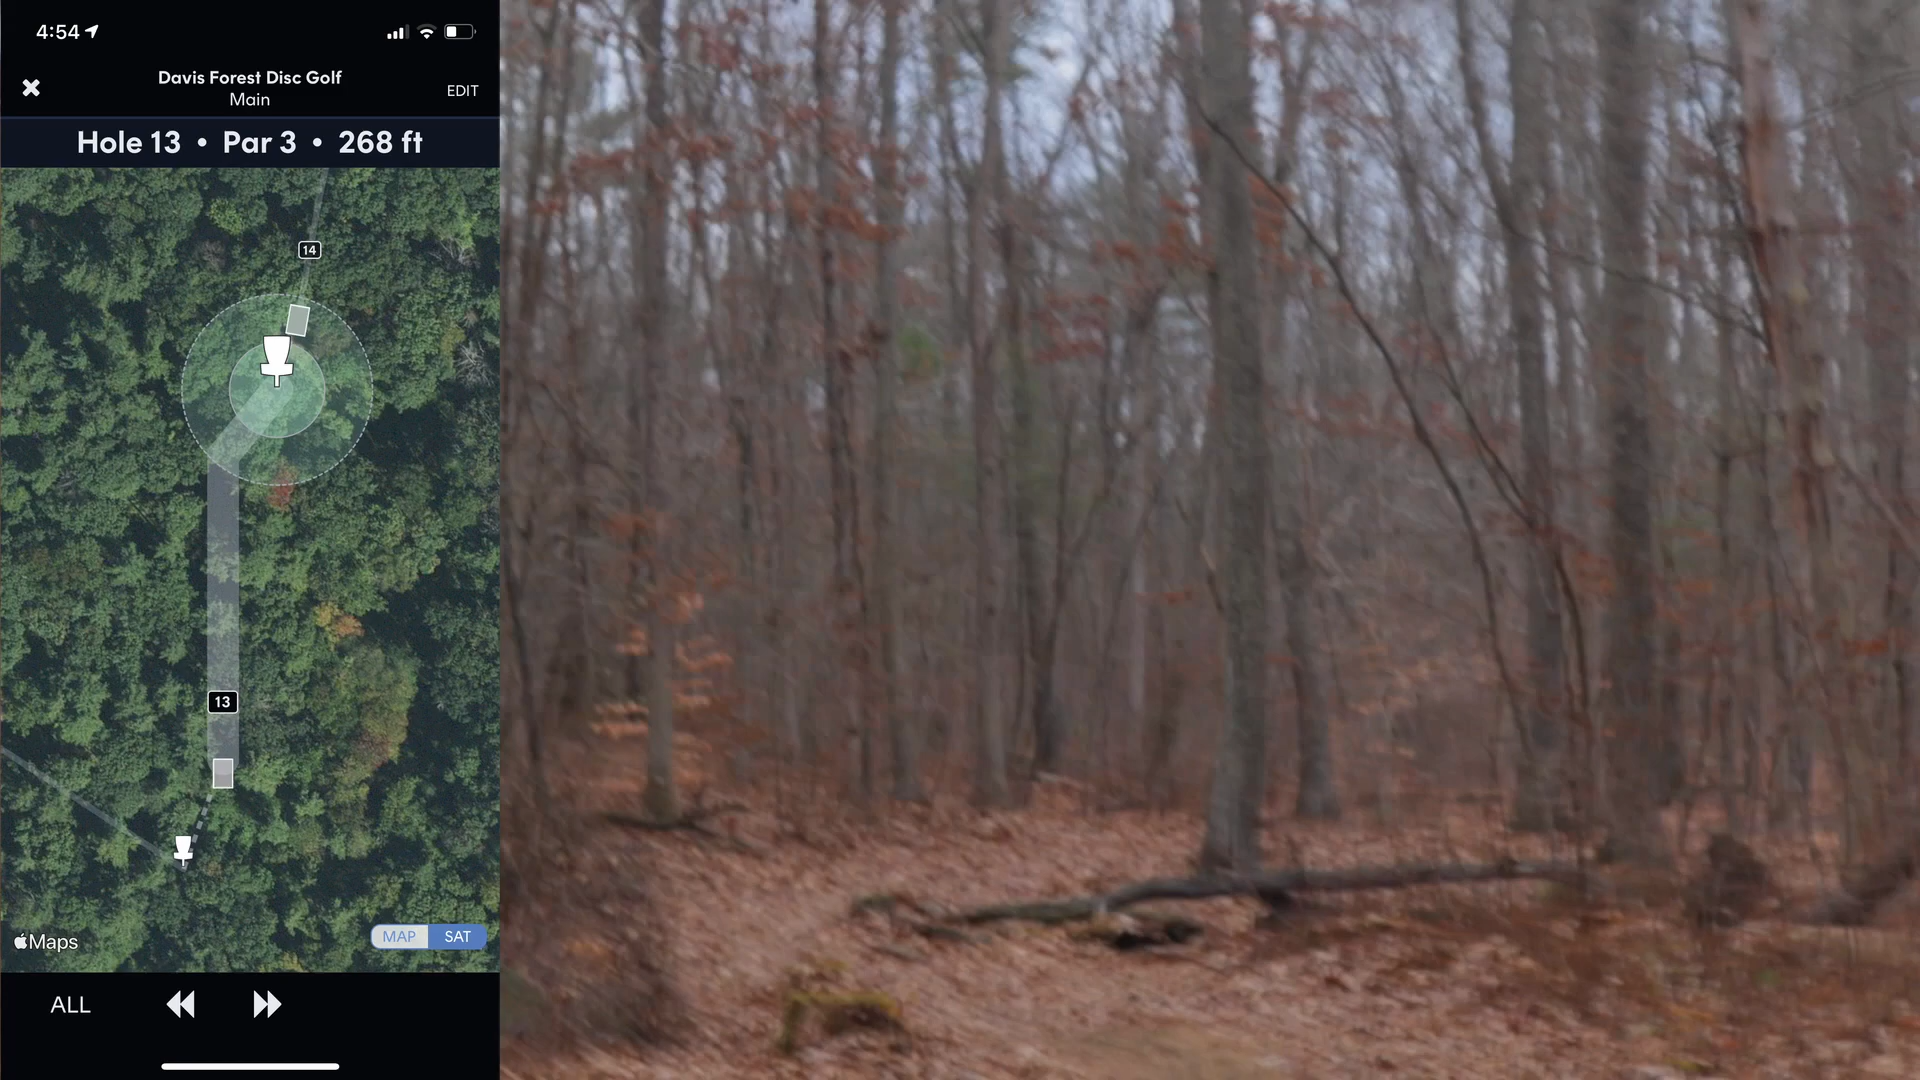 4:54
Davis Forest Disc Golf
Main
EDIT
Hole 13 • Par 3 • 268 ft
14
13
Maps
MAP
SAT
ALL